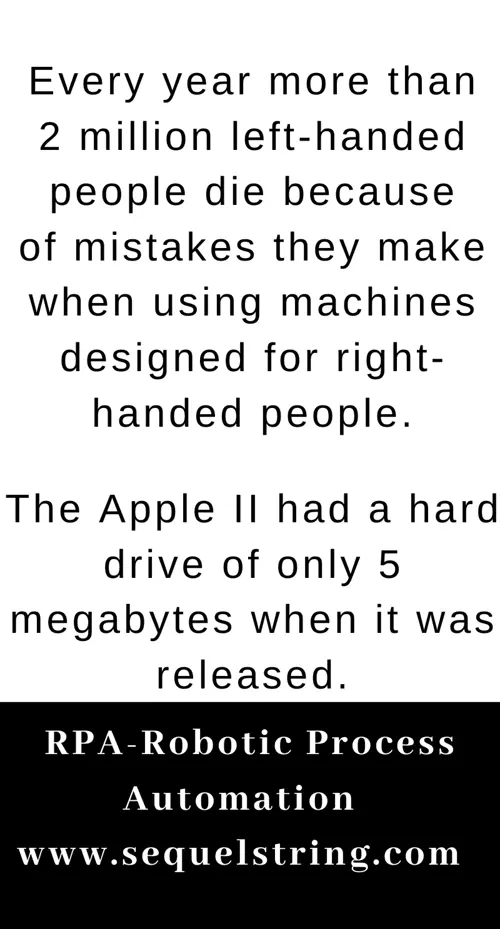 Every year more than
2 million left-handed
people die because
of mistakes they make
when using machines
designed for right-
handed people.
The Apple II had a hard
drive of only 5
megabytes when it was
released.
RPA-Robotic Process
Automation
www.sequelstring.com